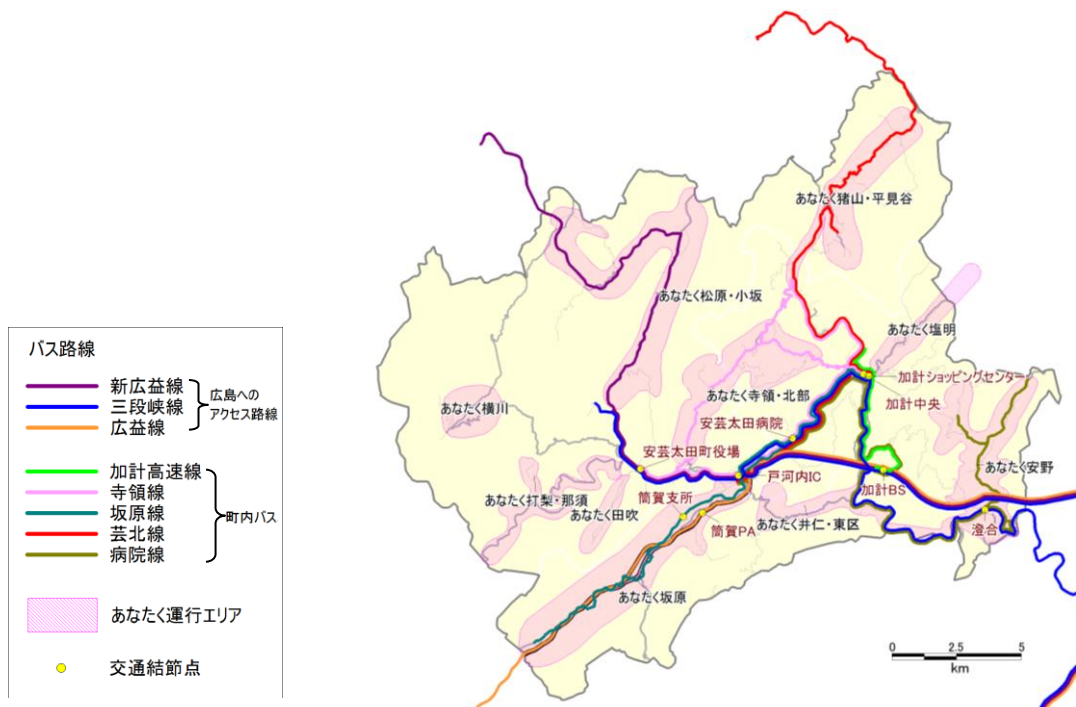 バス路線
新広益線
三段峡線
広益線
広島への
アクセス路線
加計高速線
寺領線
坂原線
芸北線
病院線
町内バス
あなたく運行エリア
交通結節点
あなたく猪山・平見谷
あなたく松原・小坂
あなたく塩明
加計ショッピングセンター
加計中央
あなたく寺領・北部
あなたく横川
安芸太田病院
安芸太田町役場
あなたく安野
戸河内IC
加計BS
あなたく打梨・那須
筒賀支所
あなたく田吹
筒賀PA
あなたく井仁・東区
澄合
あなたく坂原
0 2.5 5
km